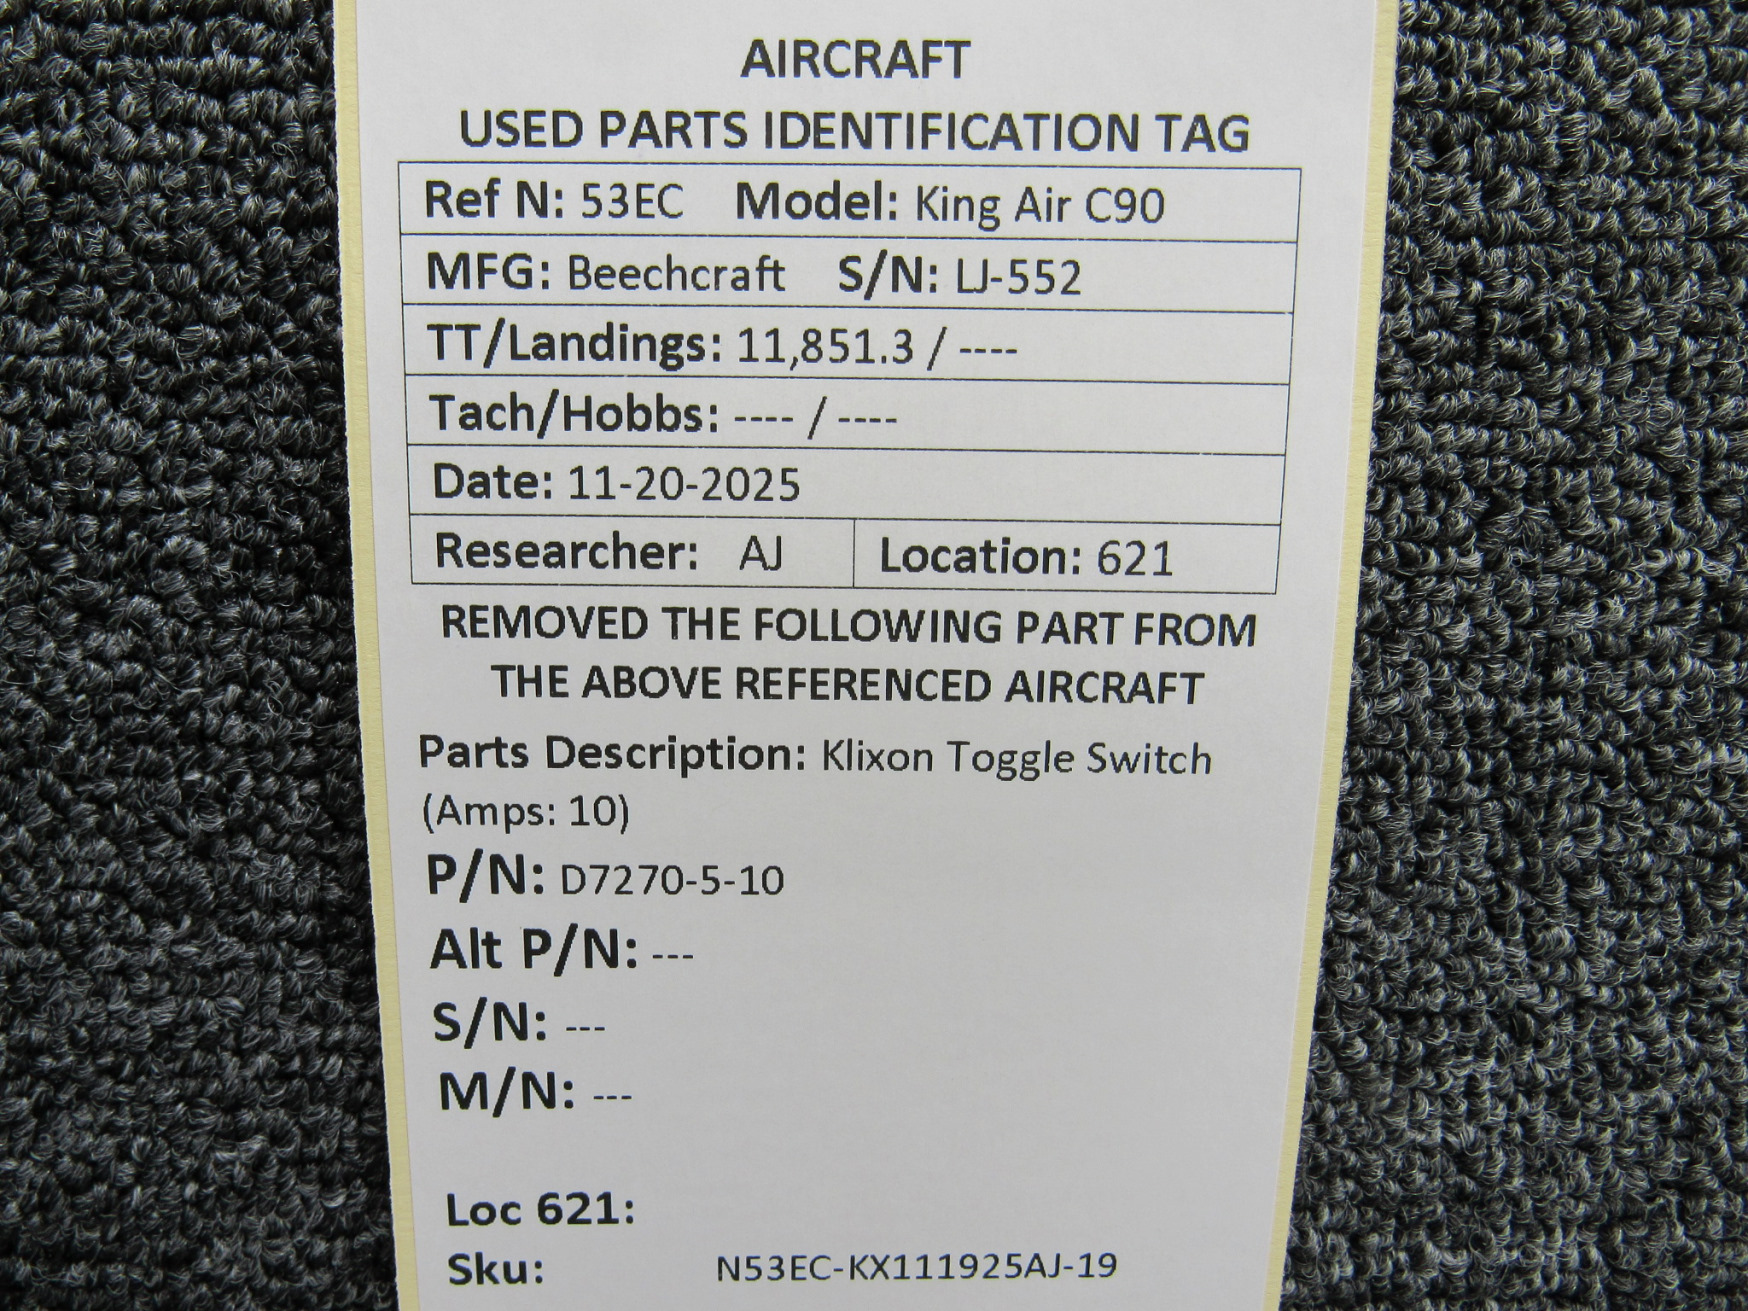 AIRCRAFT
USED PARTS IDENTIFICATION TAG
Ref N: 53EC Model: King Air C90
MFG: Beechcraft S/N: LJ-552
TT/Landings: 11,851.3 / ----
Tach/Hobbs: ---- / ----
Date: 11-20-2025
Researcher: AJ Location: 621
REMOVED THE FOLLOWING PART FROM
THE ABOVE REFERENCED AIRCRAFT
Parts Description: Klixon Toggle Switch
(Amps: 10)
P/N: D7270-5-10
Alt P/N: ---
S/N: ---
M/N: ---
Loc 621:
Sku: N53EC-KX111925AJ-19